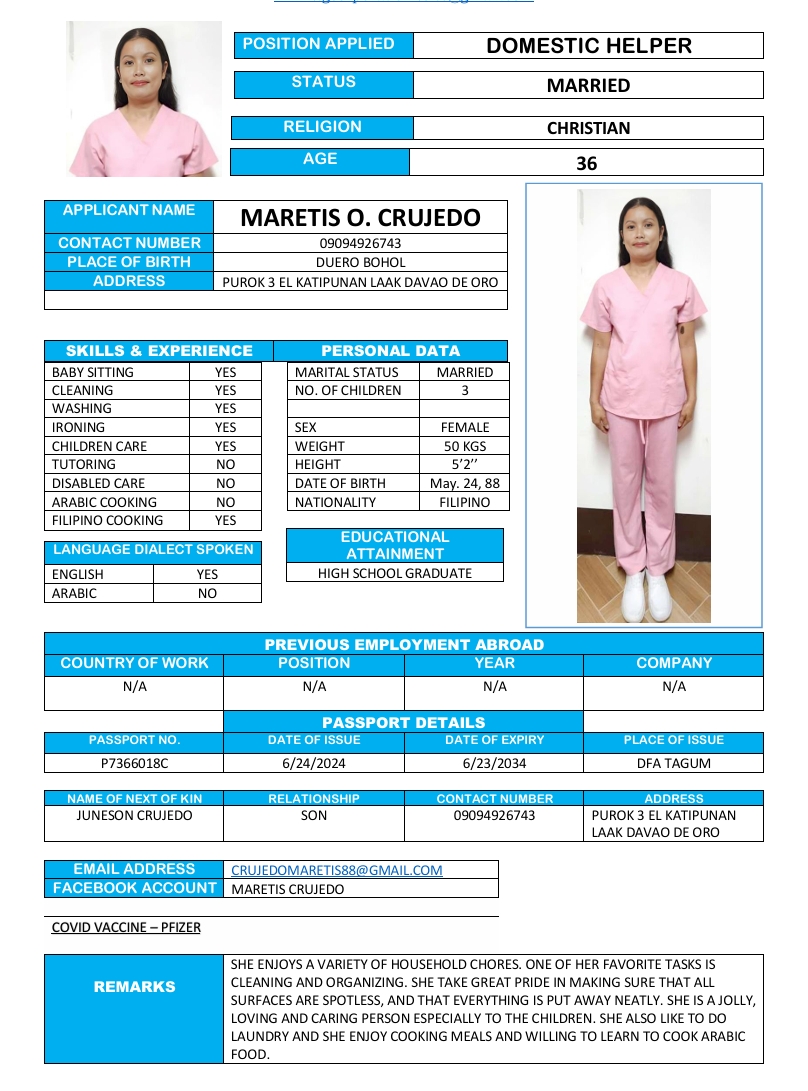 POSITION APPLIED DOMESTIC HELPER
STATUS MARRIED
RELIGION CHRISTIAN
AGE 36
APPLICANT NAME MARETIS O. CRUJEDO
CONTACT NUMBER 09094926743
PLACE OF BIRTH DUERO BOHOL
ADDRESS PUROK 3 EL KATIPUNAN LAAK DAVAO DE ORO
SKILLS & EXPERIENCE PERSONAL DATA
BABY SITTING YES MARITAL STATUS MARRIED
CLEANING YES NO. OF CHILDREN 3
WASHING YES
IRONING YES SEX FEMALE
CHILDREN CARE YES WEIGHT 50 KGS
TUTORING NO HEIGHT 5’2’’
DISABLED CARE NO DATE OF BIRTH May. 24, 88
ARABIC COOKING NO NATIONALITY FILIPINO
FILIPINO COOKING YES
LANGUAGE DIALECT SPOKEN
ENGLISH YES
ARABIC NO
EDUCATIONAL
ATTAINMENT
HIGH SCHOOL GRADUATE
PREVIOUS EMPLOYMENT ABROAD
COUNTRY OF WORK POSITION YEAR COMPANY
N/A N/A N/A N/A
PASSPORT DETAILS
PASSPORT NO. DATE OF ISSUE DATE OF EXPIRY PLACE OF ISSUE
P7366018C 6/24/2024 6/23/2034 DFA TAGUM
NAME OF NEXT OF KIN RELATIONSHIP CONTACT NUMBER ADDRESS
JUNESON CRUJEDO SON 09094926743 PUROK 3 EL KATIPUNAN
LAAK DAVAO DE ORO
EMAIL ADDRESS CRUJEDOMARETIS88@GMAIL.COM
FACEBOOK ACCOUNT MARETIS CRUJEDO
COVID VACCINE – PFIZER
REMARKS
SHE ENJOYS A VARIETY OF HOUSEHOLD CHORES. ONE OF HER FAVORITE TASKS IS
CLEANING AND ORGANIZING. SHE TAKE GREAT PRIDE IN MAKING SURE THAT ALL
SURFACES ARE SPOTLESS, AND THAT EVERYTHING IS PUT AWAY NEATLY. SHE IS A JOLLY,
LOVING AND CARING PERSON ESPECIALLY TO THE CHILDREN. SHE ALSO LIKE TO DO
LAUNDRY AND SHE ENJOY COOKING MEALS AND WILLING TO LEARN TO COOK ARABIC
FOOD.